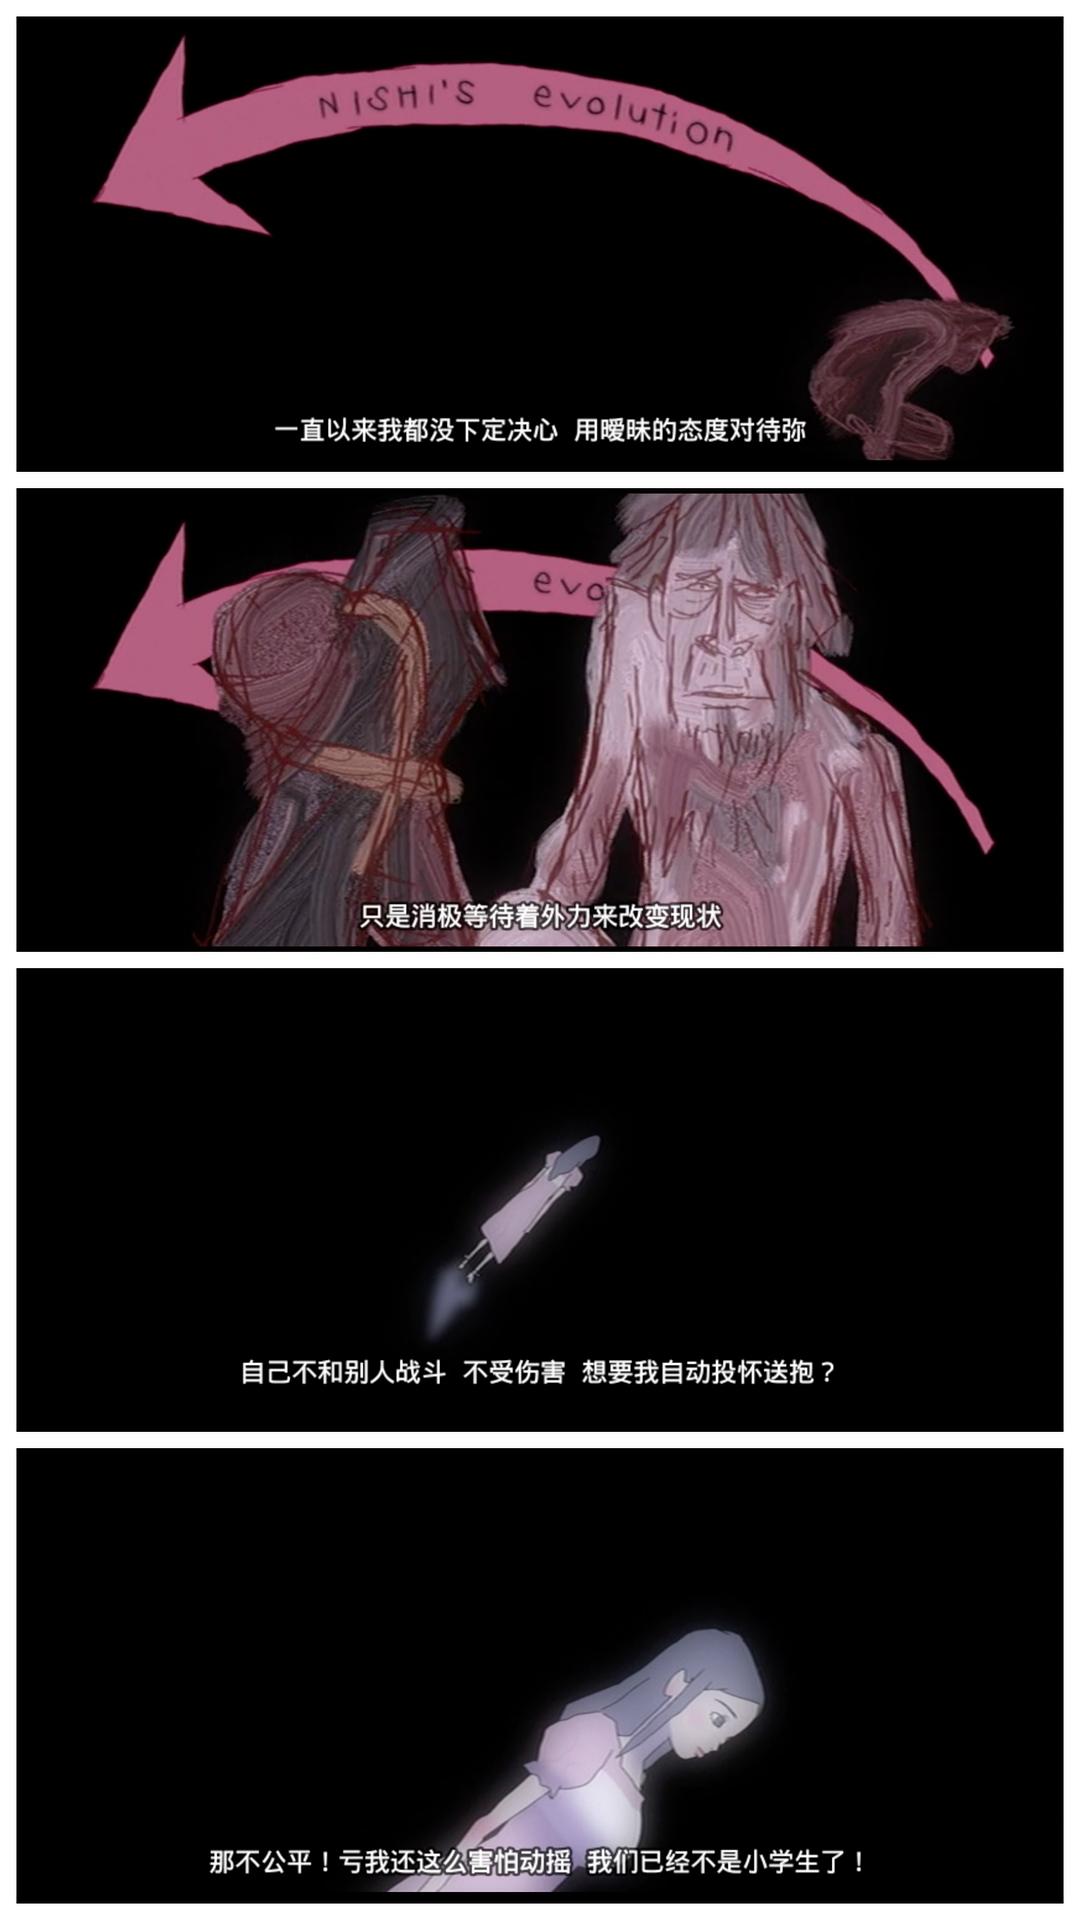 NISHI'S evolution
一直以来我都没下定决心 用暧昧的态度对待弥
evo
只是消极等待着外力来改变现状
自己不和别人战斗 不受伤害 想要我自动投怀送抱？
那不公平！亏我还这么害怕动摇 我们已经不是小学生了！